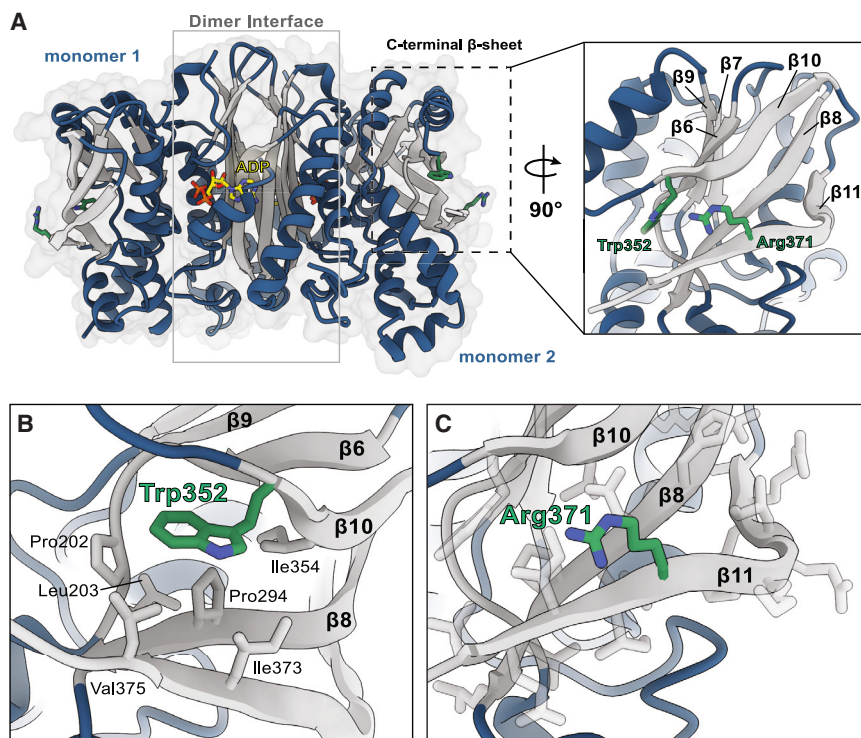 A
Dimer Interface
monomer 1
C-terminal β-sheet
ADP
monomer 2
90°
β9
β7
β10
β6
β8
β11
Trp352
Arg371
B
β9
β6
Trp352
β10
Pro202
Ile354
Leu203
Pro294
β8
Ile373
Val375
C
β10
β8
Arg371
β11